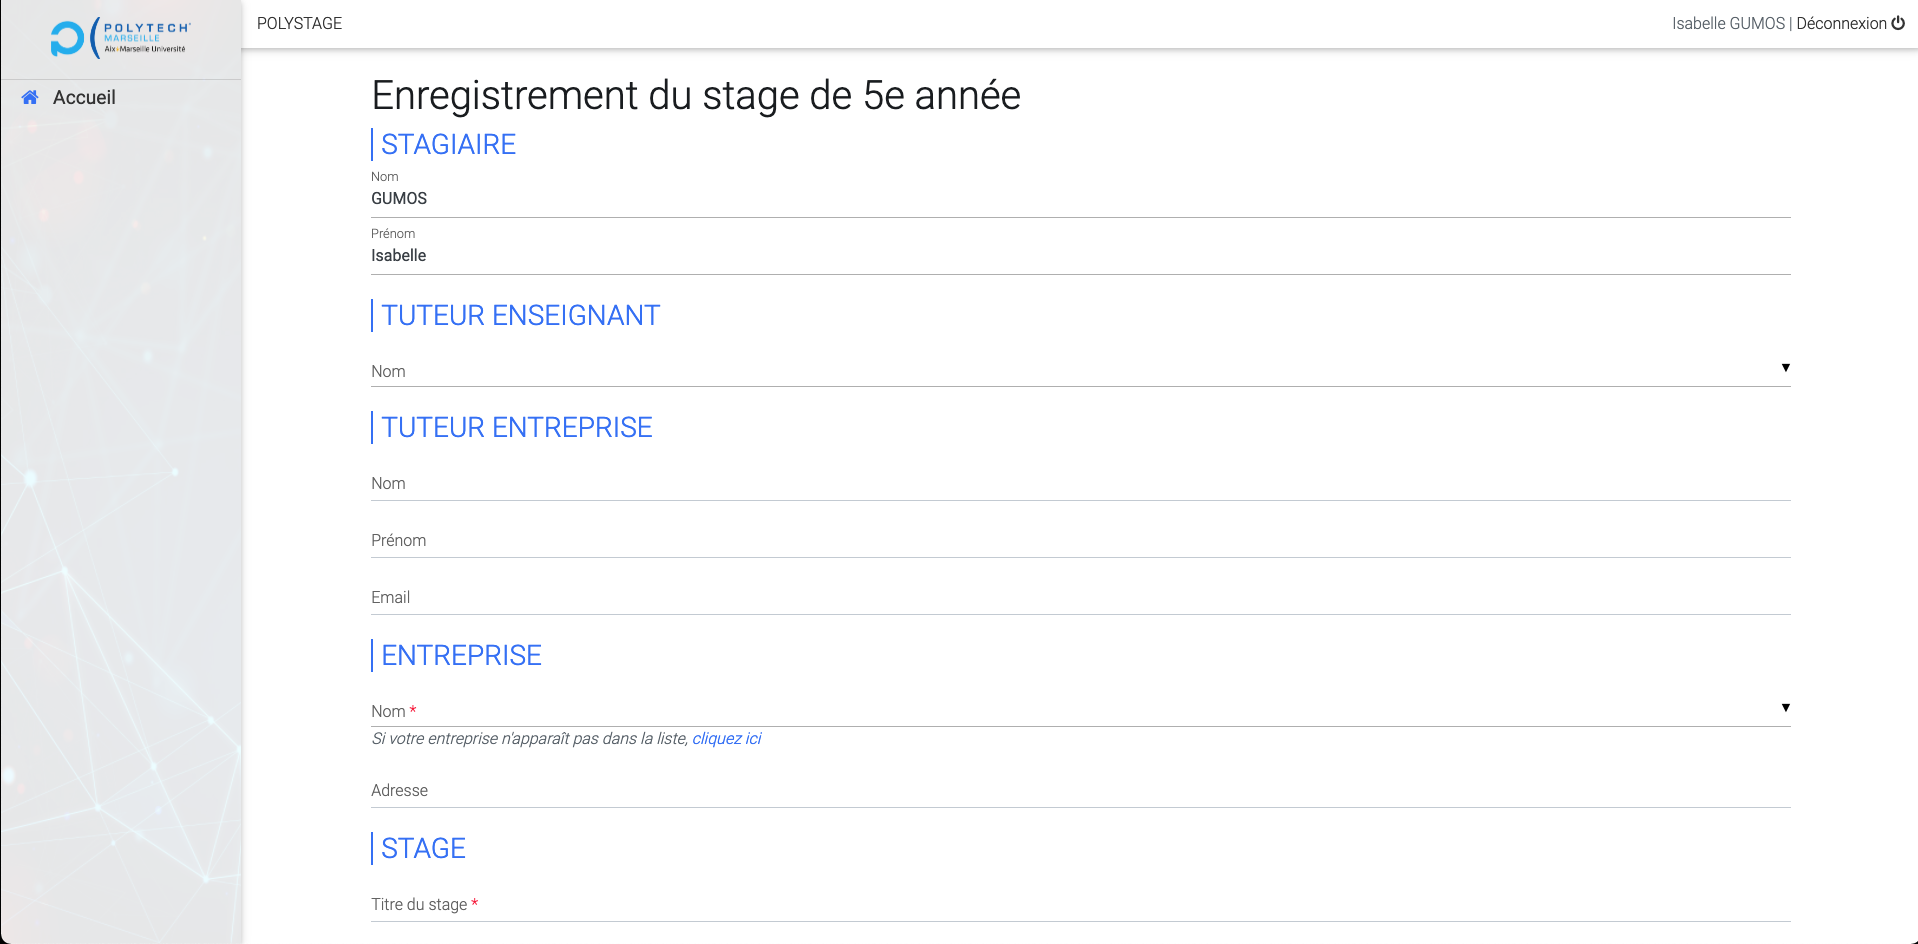 POLYTECH
MARSEILLE
Aix+Marseille Université
POLYSTAGE
Isabelle GUMOS | Déconnexion
Accueil
Enregistrement du stage de 5e année
STAGIAIRE
Nom
GUMOS
Prénom
Isabelle
TUTEUR ENSEIGNANT
Nom
TUTEUR ENTREPRISE
Nom
Prénom
Email
ENTREPRISE
Nom *
Si votre entreprise n'apparaît pas dans la liste, cliquez ici
Adresse
STAGE
Titre du stage *